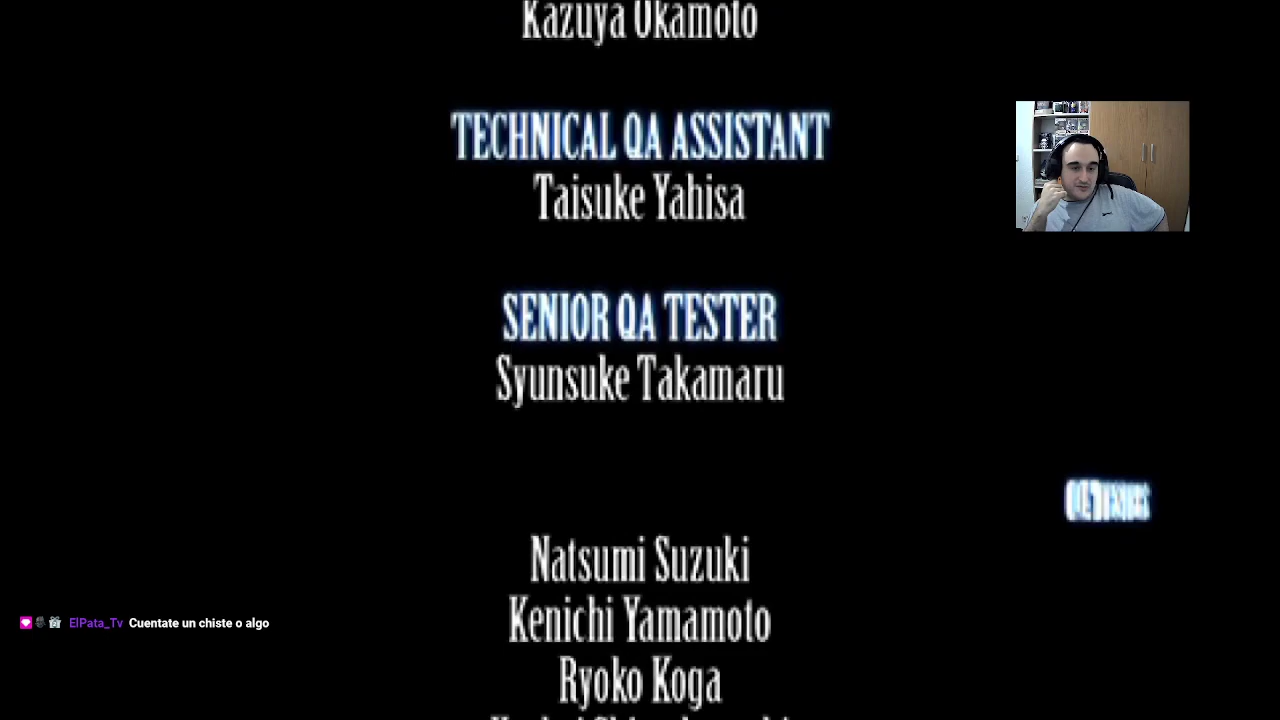 Kazuya Okamoto
TECHNICAL QA ASSISTANT
Taisuke Yahisa
SENIOR QA TESTER
Syunsuke Takamaru
Natsumi Suzuki
Kenichi Yamamoto
ElPata_Tv Cuentate un chiste o algo
Ryoko Koga